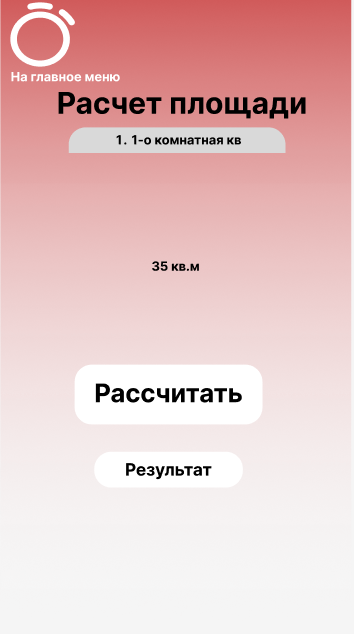 На главное меню
Расчет площади
1. 1-о комнатная кв
35 кв.м
Рассчитать
Результат